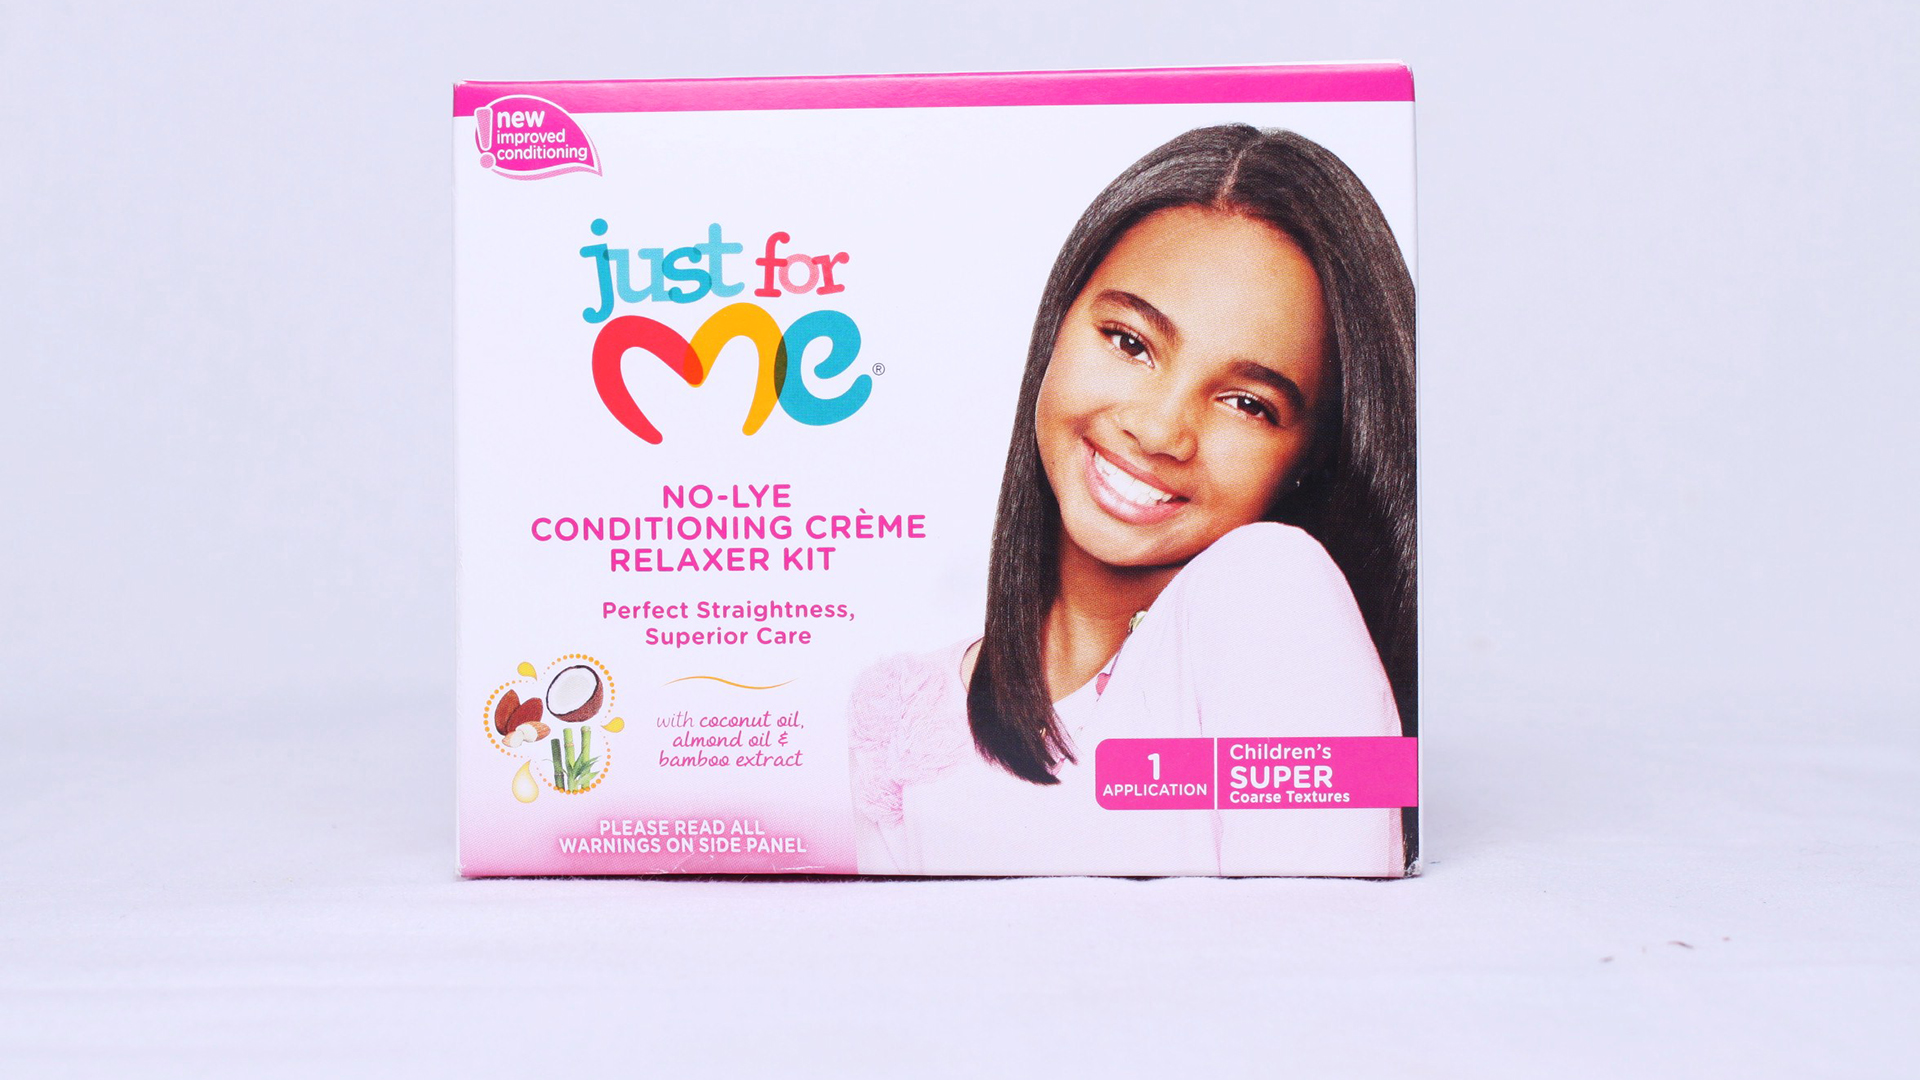 new
improved
conditioning
just for
me
®
NO-LYE
CONDITIONING CRÈME
RELAXER KIT
Perfect Straightness,
Superior Care
with coconut oil,
almond oil &
bamboo extract
PLEASE READ ALL
WARNINGS ON SIDE PANEL
1
APPLICATION
Children's
SUPER
Coarse Textures